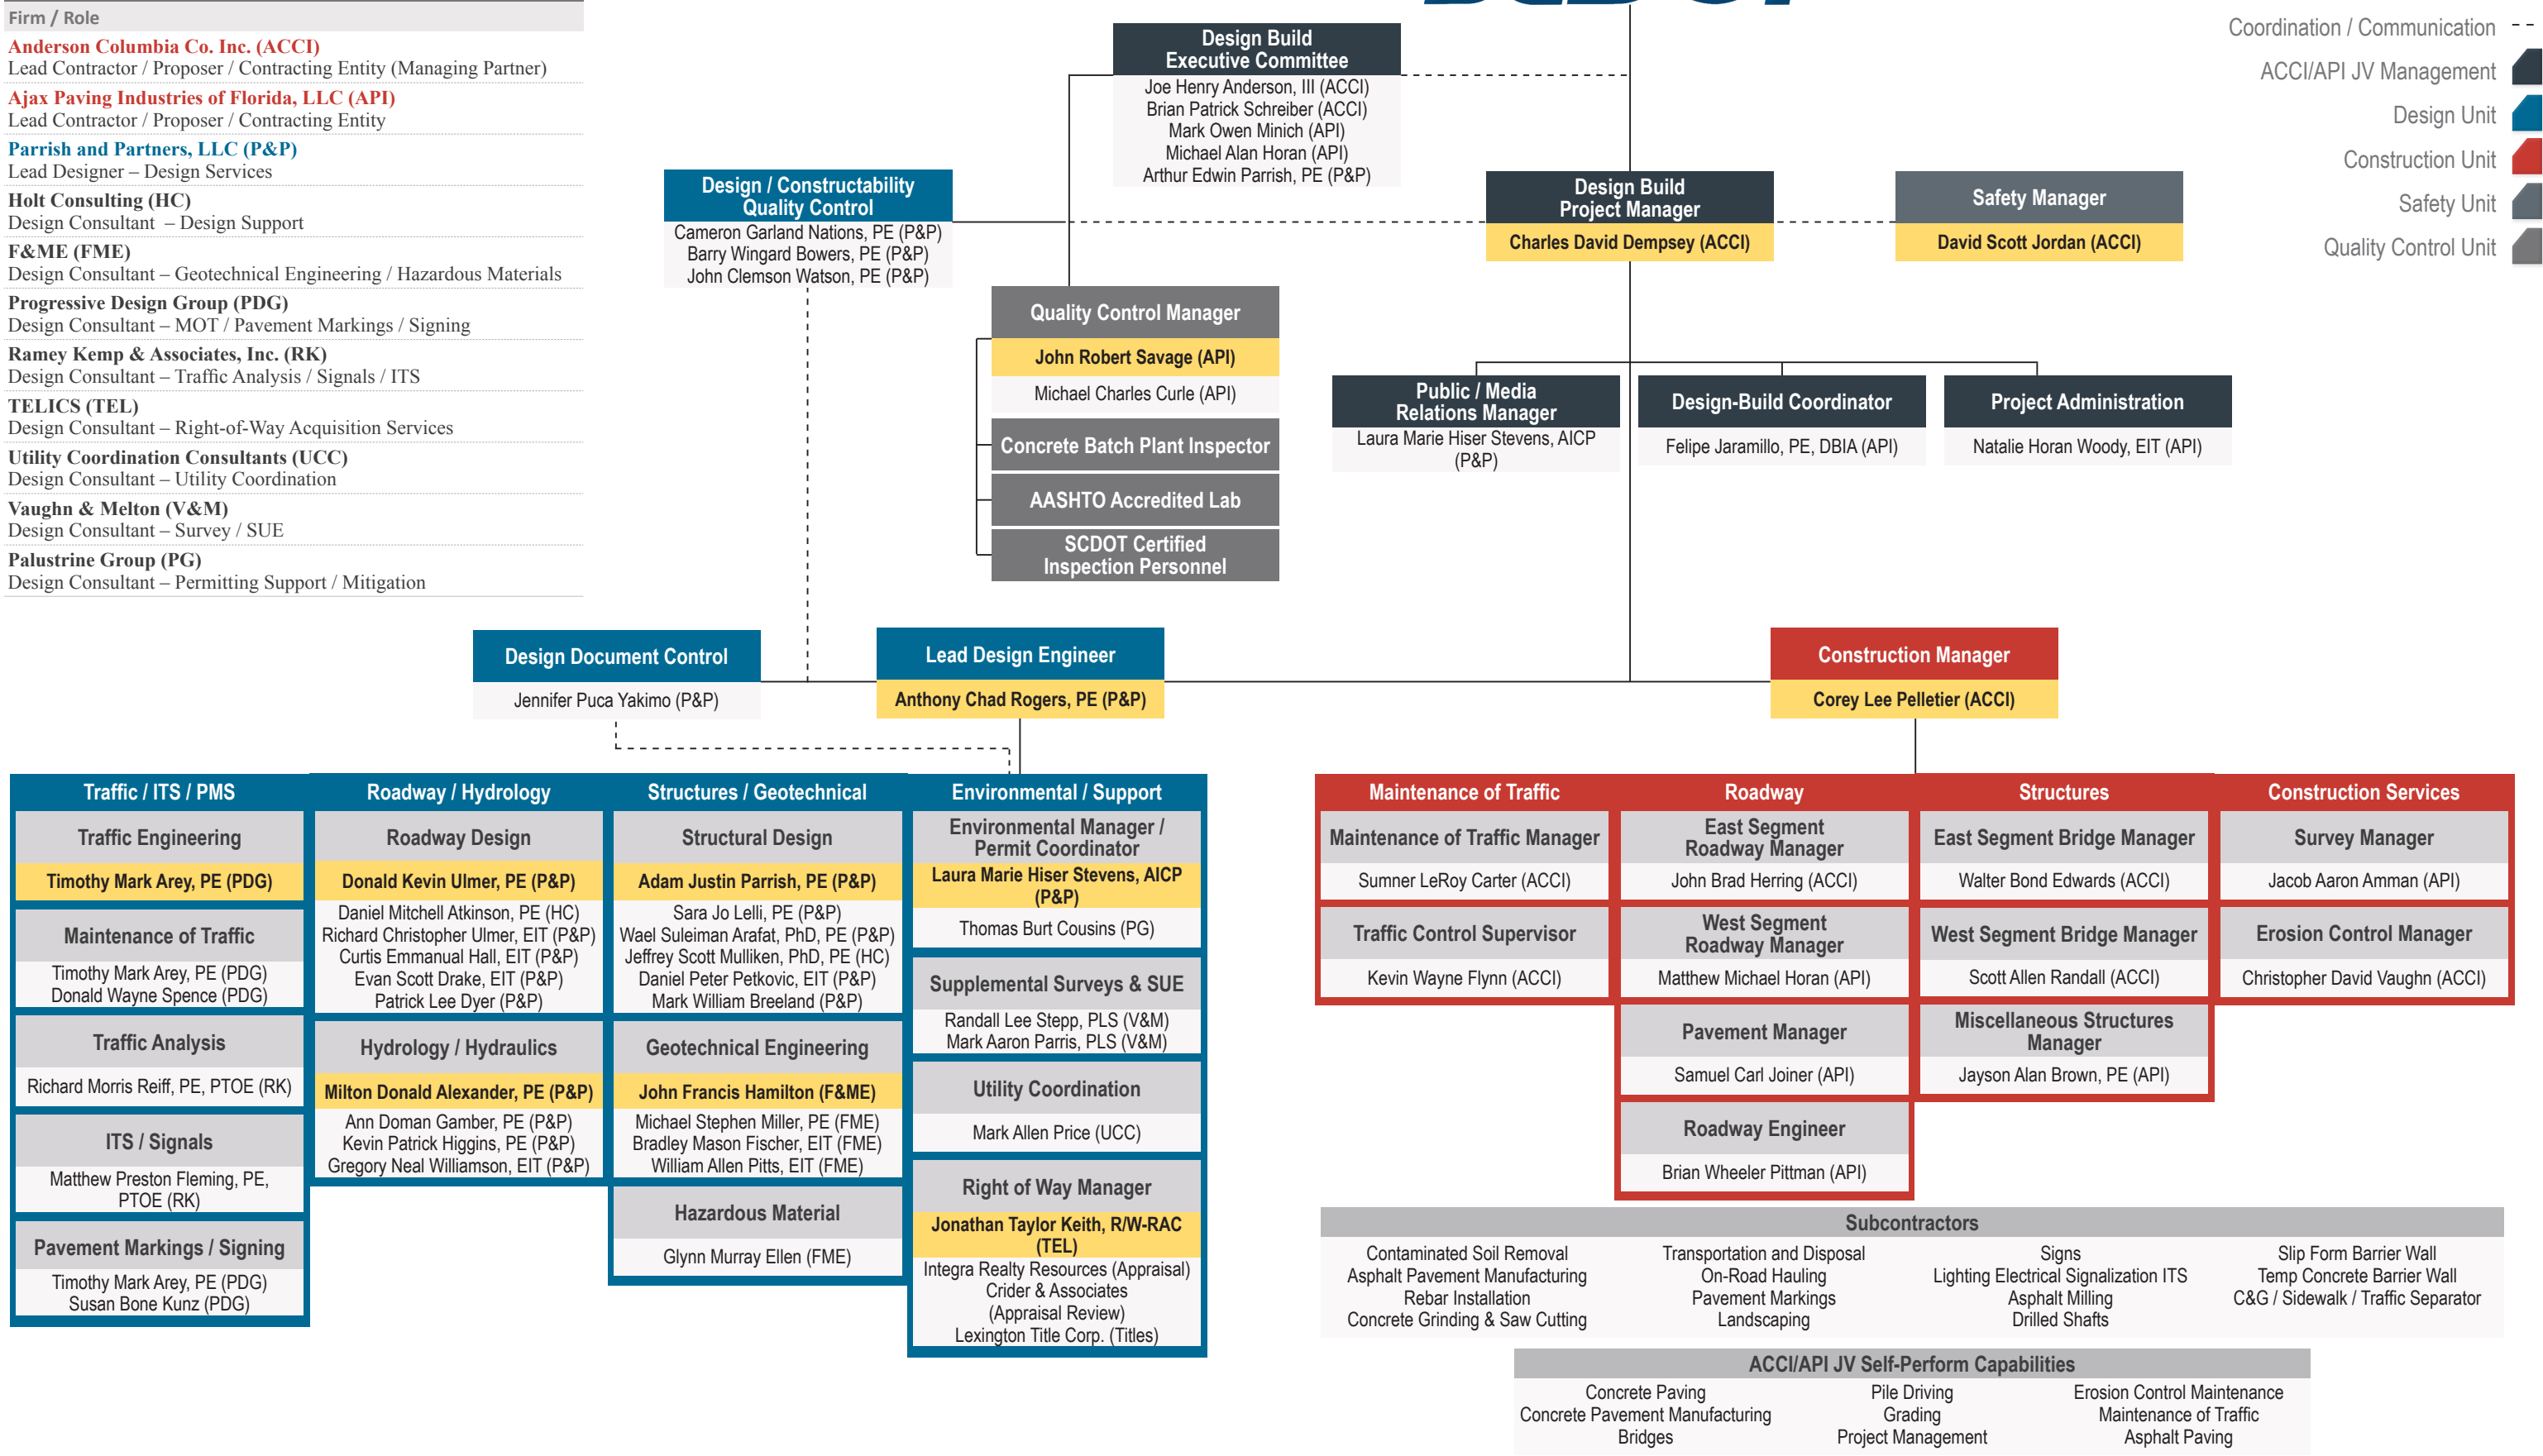 SCDOT
Firm / Role
Anderson Columbia Co. Inc. (ACCI)
Lead Contractor / Proposer / Contracting Entity (Managing Partner)
Ajax Paving Industries of Florida, LLC (API)
Lead Contractor / Proposer / Contracting Entity
Parrish and Partners, LLC (P&P)
Lead Designer – Design Services
Holt Consulting (HC)
Design Consultant – Design Support
F&ME (FME)
Design Consultant – Geotechnical Engineering / Hazardous Materials
Progressive Design Group (PDG)
Design Consultant – MOT / Pavement Markings / Signing
Ramey Kemp & Associates, Inc. (RK)
Design Consultant – Traffic Analysis / Signals / ITS
TELICS (TEL)
Design Consultant – Right-of-Way Acquisition Services
Utility Coordination Consultants (UCC)
Design Consultant – Utility Coordination
Vaughn & Melton (V&M)
Design Consultant – Survey / SUE
Palustrine Group (PG)
Design Consultant – Permitting Support / Mitigation
Coordination / Communication
ACCI/API JV Management
Design Unit
Construction Unit
Safety Unit
Quality Control Unit
Design Build
Executive Committee
Joe Henry Anderson, III (ACCI)
Brian Patrick Schreiber (ACCI)
Mark Owen Minich (API)
Michael Alan Horan (API)
Arthur Edwin Parrish, PE (P&P)
Design / Constructability
Quality Control
Cameron Garland Nations, PE (P&P)
Barry Wingard Bowers, PE (P&P)
John Clemson Watson, PE (P&P)
Design Build
Project Manager
Charles David Dempsey (ACCI)
Safety Manager
David Scott Jordan (ACCI)
Quality Control Manager
John Robert Savage (API)
Michael Charles Curle (API)
Concrete Batch Plant Inspector
AASHTO Accredited Lab
SCDOT Certified
Inspection Personnel
Public / Media
Relations Manager
Laura Marie Hiser Stevens, AICP
(P&P)
Design-Build Coordinator
Felipe Jaramillo, PE, DBIA (API)
Project Administration
Natalie Horan Woody, EIT (API)
Design Document Control
Jennifer Puca Yakimo (P&P)
Lead Design Engineer
Anthony Chad Rogers, PE (P&P)
Construction Manager
Corey Lee Pelletier (ACCI)
Traffic / ITS / PMS
Traffic Engineering
Timothy Mark Arey, PE (PDG)
Maintenance of Traffic
Timothy Mark Arey, PE (PDG)
Donald Wayne Spence (PDG)
Traffic Analysis
Richard Morris Reiff, PE, PTOE (RK)
ITS / Signals
Matthew Preston Fleming, PE,
PTOE (RK)
Pavement Markings / Signing
Timothy Mark Arey, PE (PDG)
Susan Bone Kunz (PDG)
Roadway / Hydrology
Roadway Design
Donald Kevin Ulmer, PE (P&P)
Daniel Mitchell Atkinson, PE (HC)
Richard Christopher Ulmer, EIT (P&P)
Curtis Emmanual Hall, EIT (P&P)
Evan Scott Drake, EIT (P&P)
Patrick Lee Dyer (P&P)
Hydrology / Hydraulics
Milton Donald Alexander, PE (P&P)
Ann Doman Gamber, PE (P&P)
Kevin Patrick Higgins, PE (P&P)
Gregory Neal Williamson, EIT (P&P)
Structures / Geotechnical
Structural Design
Adam Justin Parrish, PE (P&P)
Sara Jo Lelli, PE (P&P)
Wael Suleiman Arafat, PhD, PE (P&P)
Jeffrey Scott Mulliken, PhD, PE (HC)
Daniel Peter Petkovic, EIT (P&P)
Mark William Breeland (P&P)
Geotechnical Engineering
John Francis Hamilton (F&ME)
Michael Stephen Miller, PE (FME)
Bradley Mason Fischer, EIT (FME)
William Allen Pitts, EIT (FME)
Hazardous Material
Glynn Murray Ellen (FME)
Environmental / Support
Environmental Manager /
Permit Coordinator
Laura Marie Hiser Stevens, AICP
(P&P)
Thomas Burt Cousins (PG)
Supplemental Surveys & SUE
Randall Lee Stepp, PLS (V&M)
Mark Aaron Parris, PLS (V&M)
Utility Coordination
Mark Allen Price (UCC)
Right of Way Manager
Jonathan Taylor Keith, R/W-RAC
(TEL)
Integra Realty Resources (Appraisal)
Crider & Associates
(Appraisal Review)
Lexington Title Corp. (Titles)
Maintenance of Traffic
Maintenance of Traffic Manager
Sumner LeRoy Carter (ACCI)
Traffic Control Supervisor
Kevin Wayne Flynn (ACCI)
Roadway
East Segment
Roadway Manager
John Brad Herring (ACCI)
West Segment
Roadway Manager
Matthew Michael Horan (API)
Pavement Manager
Samuel Carl Joiner (API)
Roadway Engineer
Brian Wheeler Pittman (API)
Structures
East Segment Bridge Manager
Walter Bond Edwards (ACCI)
West Segment Bridge Manager
Scott Allen Randall (ACCI)
Miscellaneous Structures
Manager
Jayson Alan Brown, PE (API)
Construction Services
Survey Manager
Jacob Aaron Amman (API)
Erosion Control Manager
Christopher David Vaughn (ACCI)
Subcontractors
Contaminated Soil Removal
Asphalt Pavement Manufacturing
Rebar Installation
Concrete Grinding & Saw Cutting
Transportation and Disposal
On-Road Hauling
Pavement Markings
Landscaping
Signs
Lighting Electrical Signalization ITS
Asphalt Milling
Drilled Shafts
Slip Form Barrier Wall
Temp Concrete Barrier Wall
C&G / Sidewalk / Traffic Separator
ACCI/API JV Self-Perform Capabilities
Concrete Paving
Concrete Pavement Manufacturing
Bridges
Pile Driving
Grading
Project Management
Erosion Control Maintenance
Maintenance of Traffic
Asphalt Paving